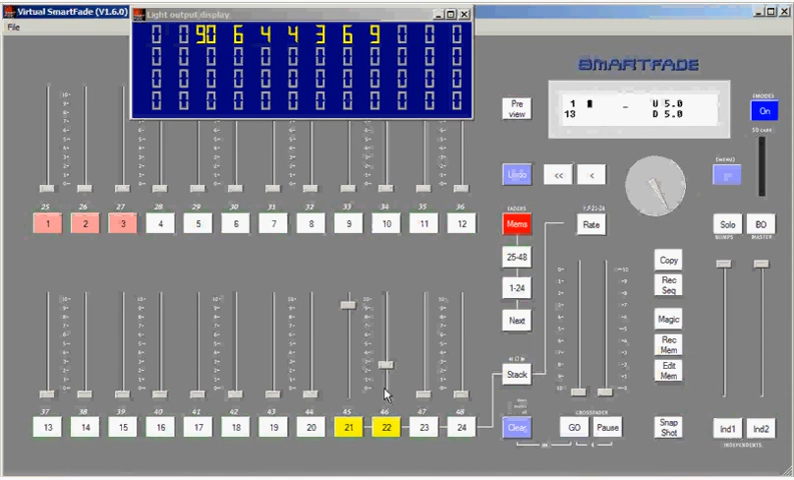 Virtual SmartFade (V1.6.0)
Light output display
File
0 0 90 6 4 4 3 6 9 0 0 0
0 0 0 0 0 0 0 0 0 0 0 0
0 0 0 0 0 0 0 0 0 0 0 0
0 0 0 0 0 0 0 0 0 0 0 0
SMARTFADE
1 _ U 5.0
13 D 5.0
Pre view
(MODE)
On
SD CARD
Undo
<<
<
(MENU)
25 26 27 28 29 30 31 32 33 34 35 36
1 2 3 4 5 6 7 8 9 10 11 12
FADERS
Mems
Rate
Solo
BO
BUMPS
MASTER
25-48
1-24
Next
Copy
Rec Seq
Magic
Rec Mem
Edit Mem
Stack
37 38 39 40 41 42 43 44 45 46 47 48
13 14 15 16 17 18 19 20 21 22 23 24
Clear
CROSSFADER
GO
Pause
Snap Shot
Ind1
Ind2
INDEPENDENTS